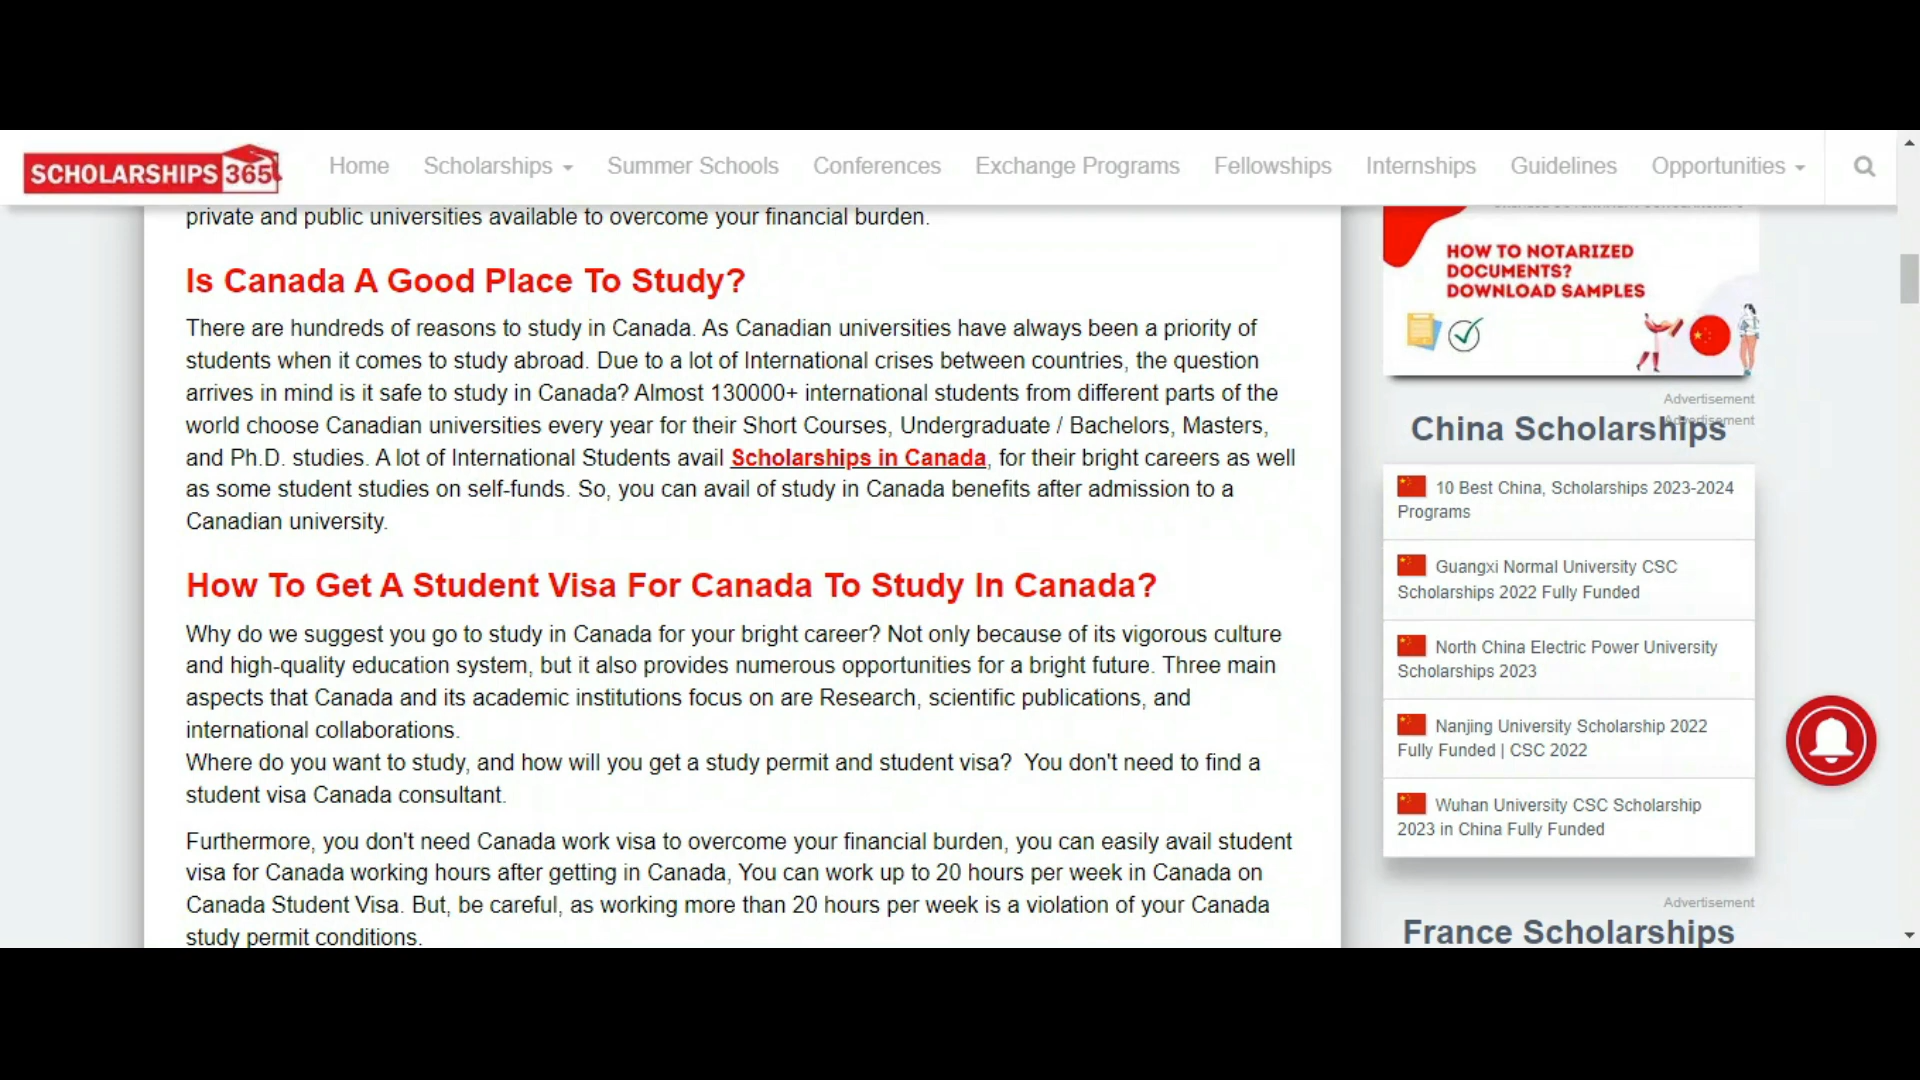 SCHOLARSHIPS 365
Home Scholarships Summer Schools Conferences Exchange Programs Fellowships Internships Guidelines Opportunities
private and public universities available to overcome your financial burden.
Is Canada A Good Place To Study?
There are hundreds of reasons to study in Canada. As Canadian universities have always been a priority of
students when it comes to study abroad. Due to a lot of International crises between countries, the question
arrives in mind is it safe to study in Canada? Almost 130000+ international students from different parts of the
world choose Canadian universities every year for their Short Courses, Undergraduate / Bachelors, Masters,
and Ph.D. studies. A lot of International Students avail Scholarships in Canada, for their bright careers as well
as some student studies on self-funds. So, you can avail of study in Canada benefits after admission to a
Canadian university.
How To Get A Student Visa For Canada To Study In Canada?
Why do we suggest you go to study in Canada for your bright career? Not only because of its vigorous culture
and high-quality education system, but it also provides numerous opportunities for a bright future. Three main
aspects that Canada and its academic institutions focus on are Research, scientific publications, and
international collaborations.
Where do you want to study, and how will you get a study permit and student visa? You don't need to find a
student visa Canada consultant.
Furthermore, you don't need Canada work visa to overcome your financial burden, you can easily avail student
visa for Canada working hours after getting in Canada, You can work up to 20 hours per week in Canada on
Canada Student Visa. But, be careful, as working more than 20 hours per week is a violation of your Canada
study permit conditions.
HOW TO NOTARIZED
DOCUMENTS?
DOWNLOAD SAMPLES
Advertisement
Advertisement
China Scholarships
10 Best China, Scholarships 2023-2024
Programs
Guangxi Normal University CSC
Scholarships 2022 Fully Funded
North China Electric Power University
Scholarships 2023
Nanjing University Scholarship 2022
Fully Funded | CSC 2022
Wuhan University CSC Scholarship
2023 in China Fully Funded
Advertisement
France Scholarships